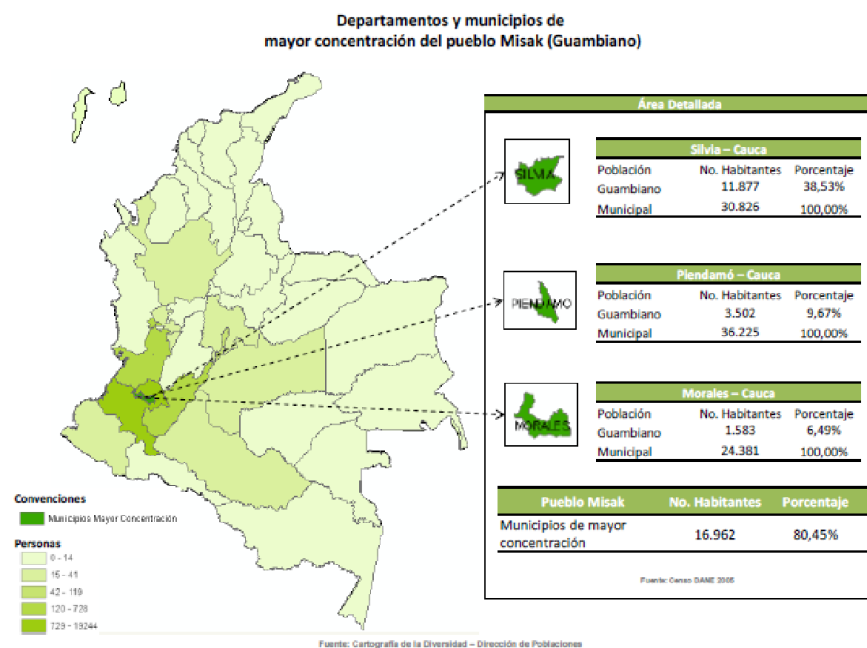 Departamentos y municipios de
mayor concentración del pueblo Misak (Guambiano)
Área Detallada
SILVIA
Silvia – Cauca
Población No. Habitantes Porcentaje
Guambiano 11.877 38,53%
Municipal 30.826 100,00%
PIENDAMO
Piendamó – Cauca
Población No. Habitantes Porcentaje
Guambiano 3.502 9,67%
Municipal 36.225 100,00%
MORALES
Morales – Cauca
Población No. Habitantes Porcentaje
Guambiano 1.583 6,49%
Municipal 24.381 100,00%
Pueblo Misak No. Habitantes Porcentaje
Municipios de mayor
concentración 16.962 80,45%
Fuente: Censo DANE 2005
Convenciones
Municipios Mayor Concentración
Personas
0 - 14
15 - 41
42 - 119
120 - 728
729 - 19244
Fuente: Cartografía de la Diversidad – Dirección de Poblaciones